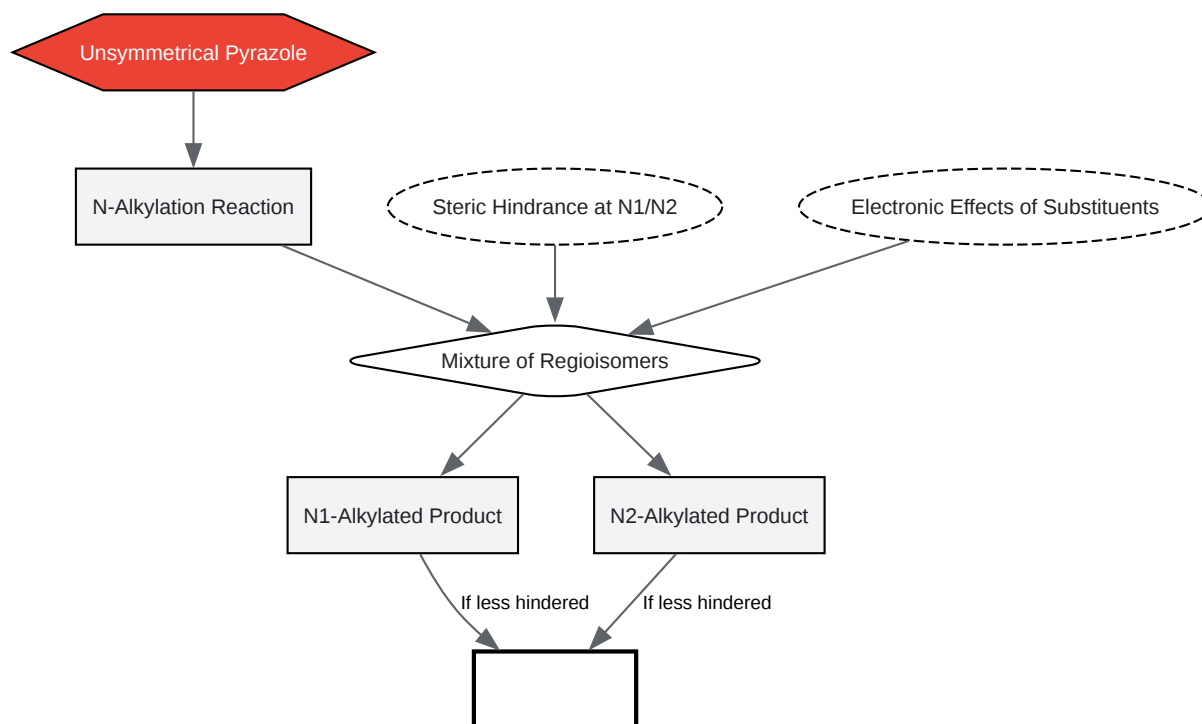 Unsymmetrical Pyrazole
N-Alkylation Reaction
Steric Hindrance at N1/N2
Electronic Effects of Substituents
Mixture of Regioisomers
N1-Alkylated Product
N2-Alkylated Product
If less hindered
If less hindered